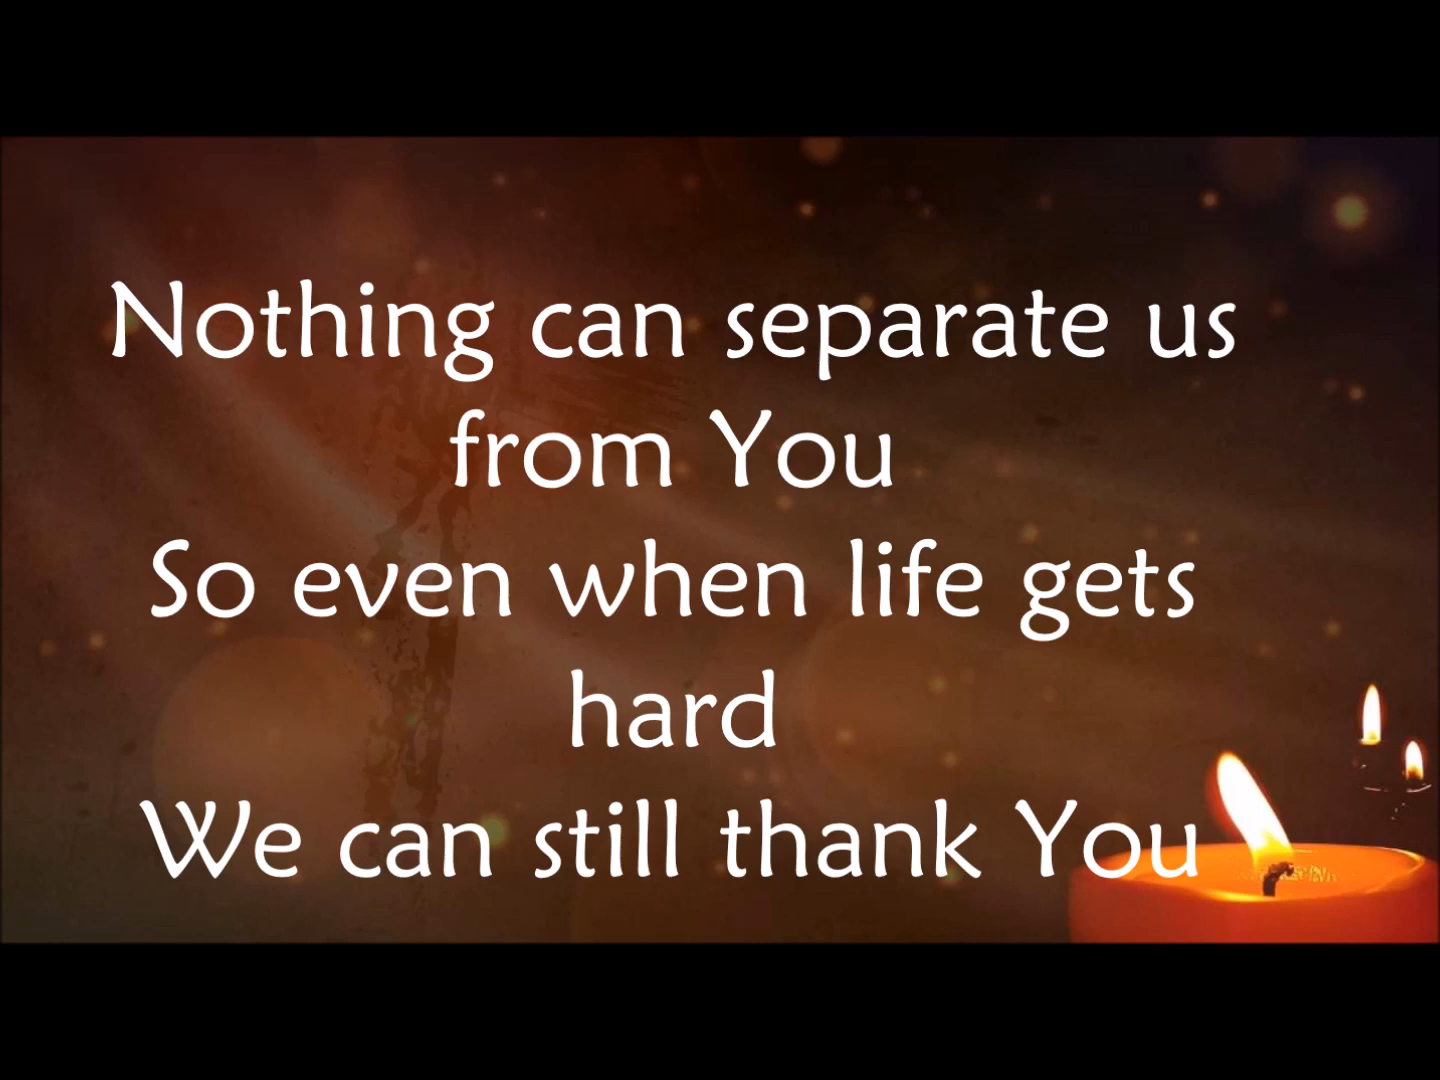 Nothing can separate us
from You
So even when life gets
hard
We can still thank You